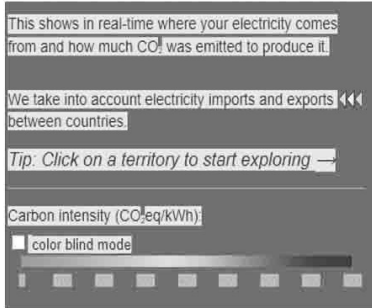 This shows in real-time where your electricity comes
from and how much CO₂ was emitted to produce it.
We take into account electricity imports and exports
between countries.
Tip: Click on a territory to start exploring →
Carbon intensity (CO₂eq/kWh):
color blind mode